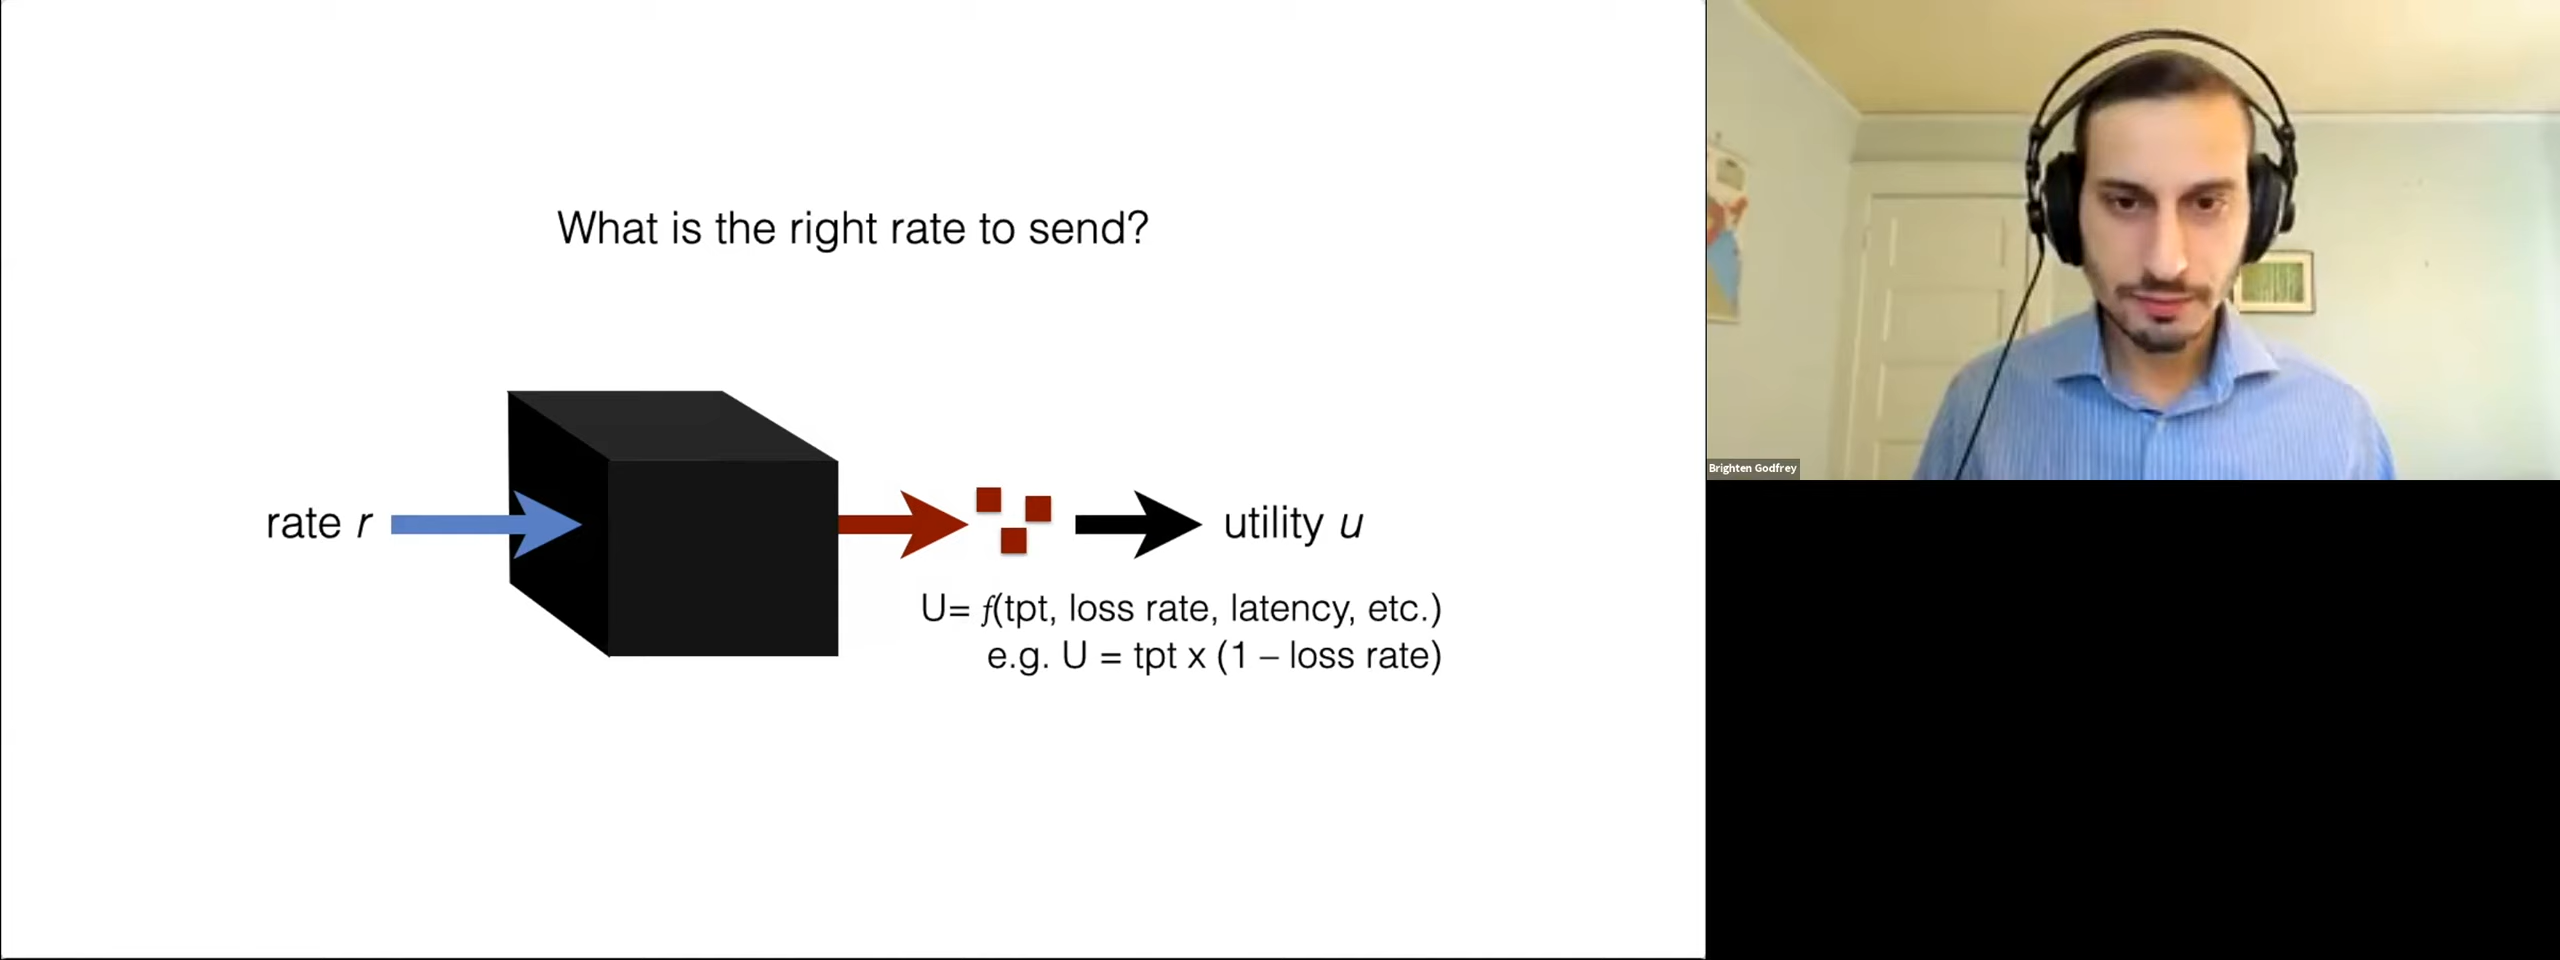 What is the right rate to send?
rate r
utility u
U= f(tpt, loss rate, latency, etc.)
e.g. U = tpt x (1 – loss rate)
Brighten Godfrey